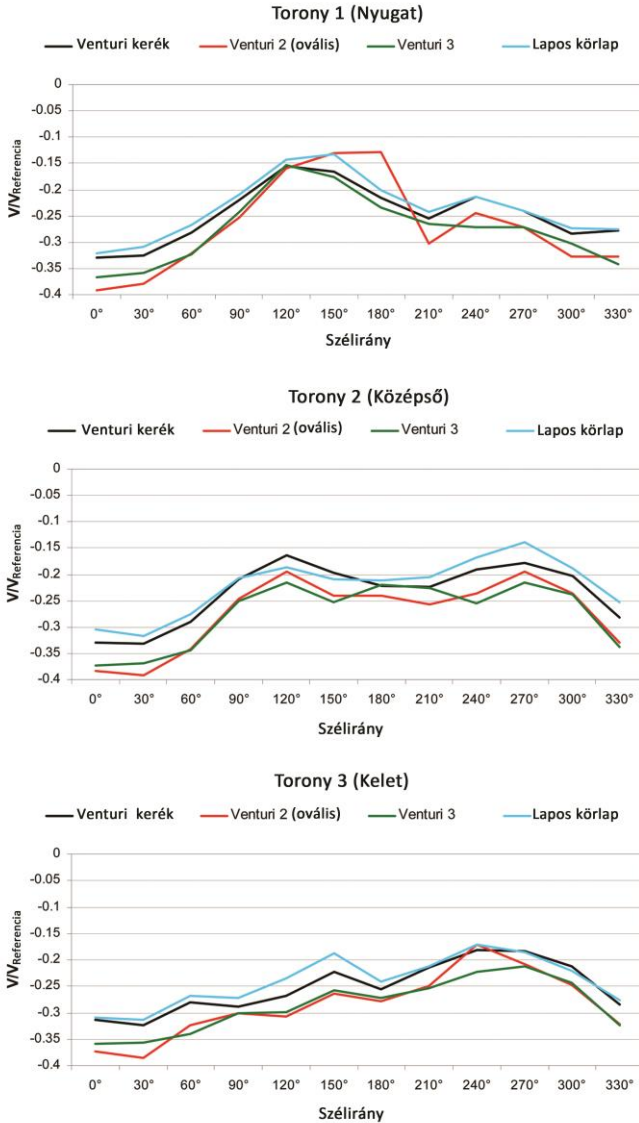 Torony 1 (Nyugat)
Venturi kerék Venturi 2 (ovális) Venturi 3 Lapos körlap
0
-0.05
-0.1
-0.15
-0.2
-0.25
-0.3
-0.35
-0.4
V/VReferencia
0° 30° 60° 90° 120° 150° 180° 210° 240° 270° 300° 330°
Szélirány
Torony 2 (Középső)
Venturi kerék Venturi 2 (ovális) Venturi 3 Lapos körlap
0
-0.05
-0.1
-0.15
-0.2
-0.25
-0.3
-0.35
-0.4
V/VReferencia
0° 30° 60° 90° 120° 150° 180° 210° 240° 270° 300° 330°
Szélirány
Torony 3 (Kelet)
Venturi kerék Venturi 2 (ovális) Venturi 3 Lapos körlap
0
-0.05
-0.1
-0.15
-0.2
-0.25
-0.3
-0.35
-0.4
V/VReferencia
0° 30° 60° 90° 120° 150° 180° 210° 240° 270° 300° 330°
Szélirány